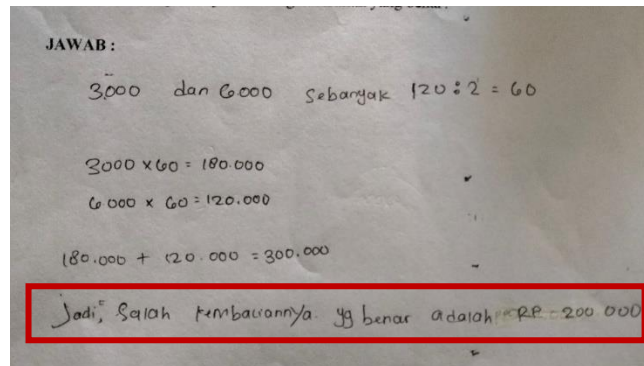 JAWAB :
3000 dan 6000 Sebanyak 120 : 2 = 60
3000 x 60 = 180.000
6000 x 60 = 120.000
180.000 + 120.000 = 300.000
Jadi, Salah kembaliannya. yg benar adalah RP 200.000